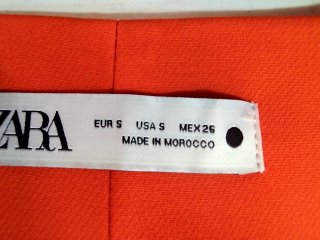 ZARA
EUR S USA S MEX 26
MADE IN MOROCCO